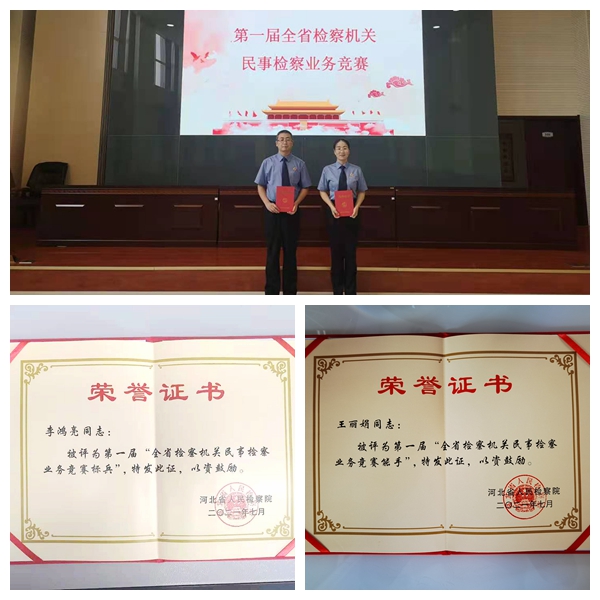 第一届全省检察机关
民事检察业务竞赛
荣誉证书
李鸿亮同志：
被评为第一届“全省检察机关民事检察
业务竞赛标兵”，特发此证，以资鼓励。
河北省人民检察院
二〇二一年七月
荣誉证书
王丽娟同志：
被评为第一届“全省检察机关民事检察
业务竞赛能手”，特发此证，以资鼓励。
河北省人民检察院
二〇二一年七月